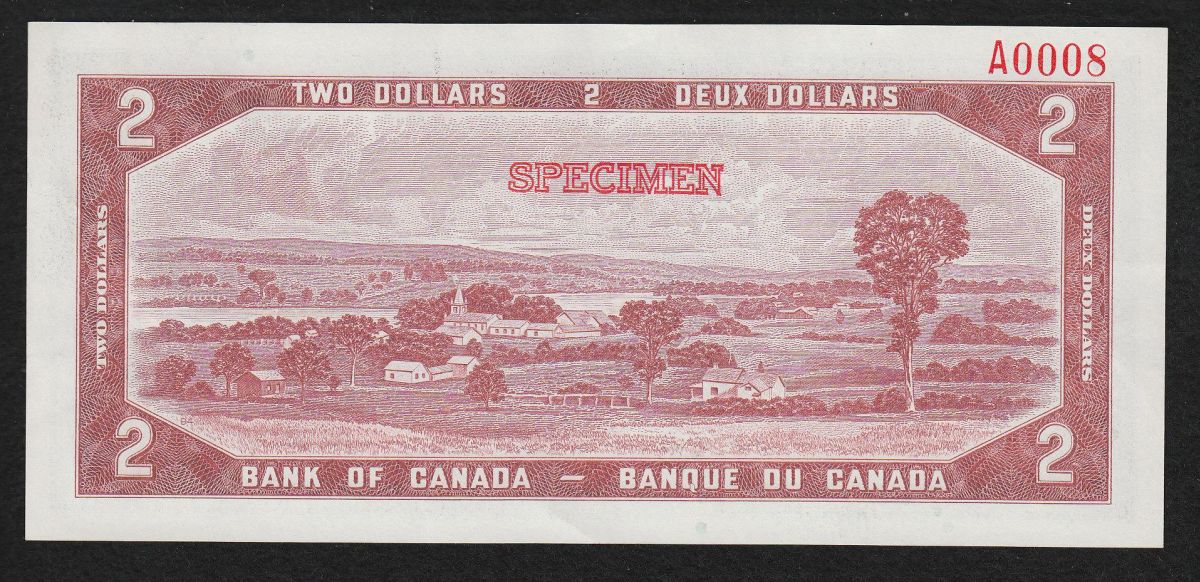 A0008
TWO DOLLARS 2 DEUX DOLLARS
2 2
SPECIMEN
TWO DOLLARS
DEUX DOLLARS
2 2
BANK OF CANADA — BANQUE DU CANADA